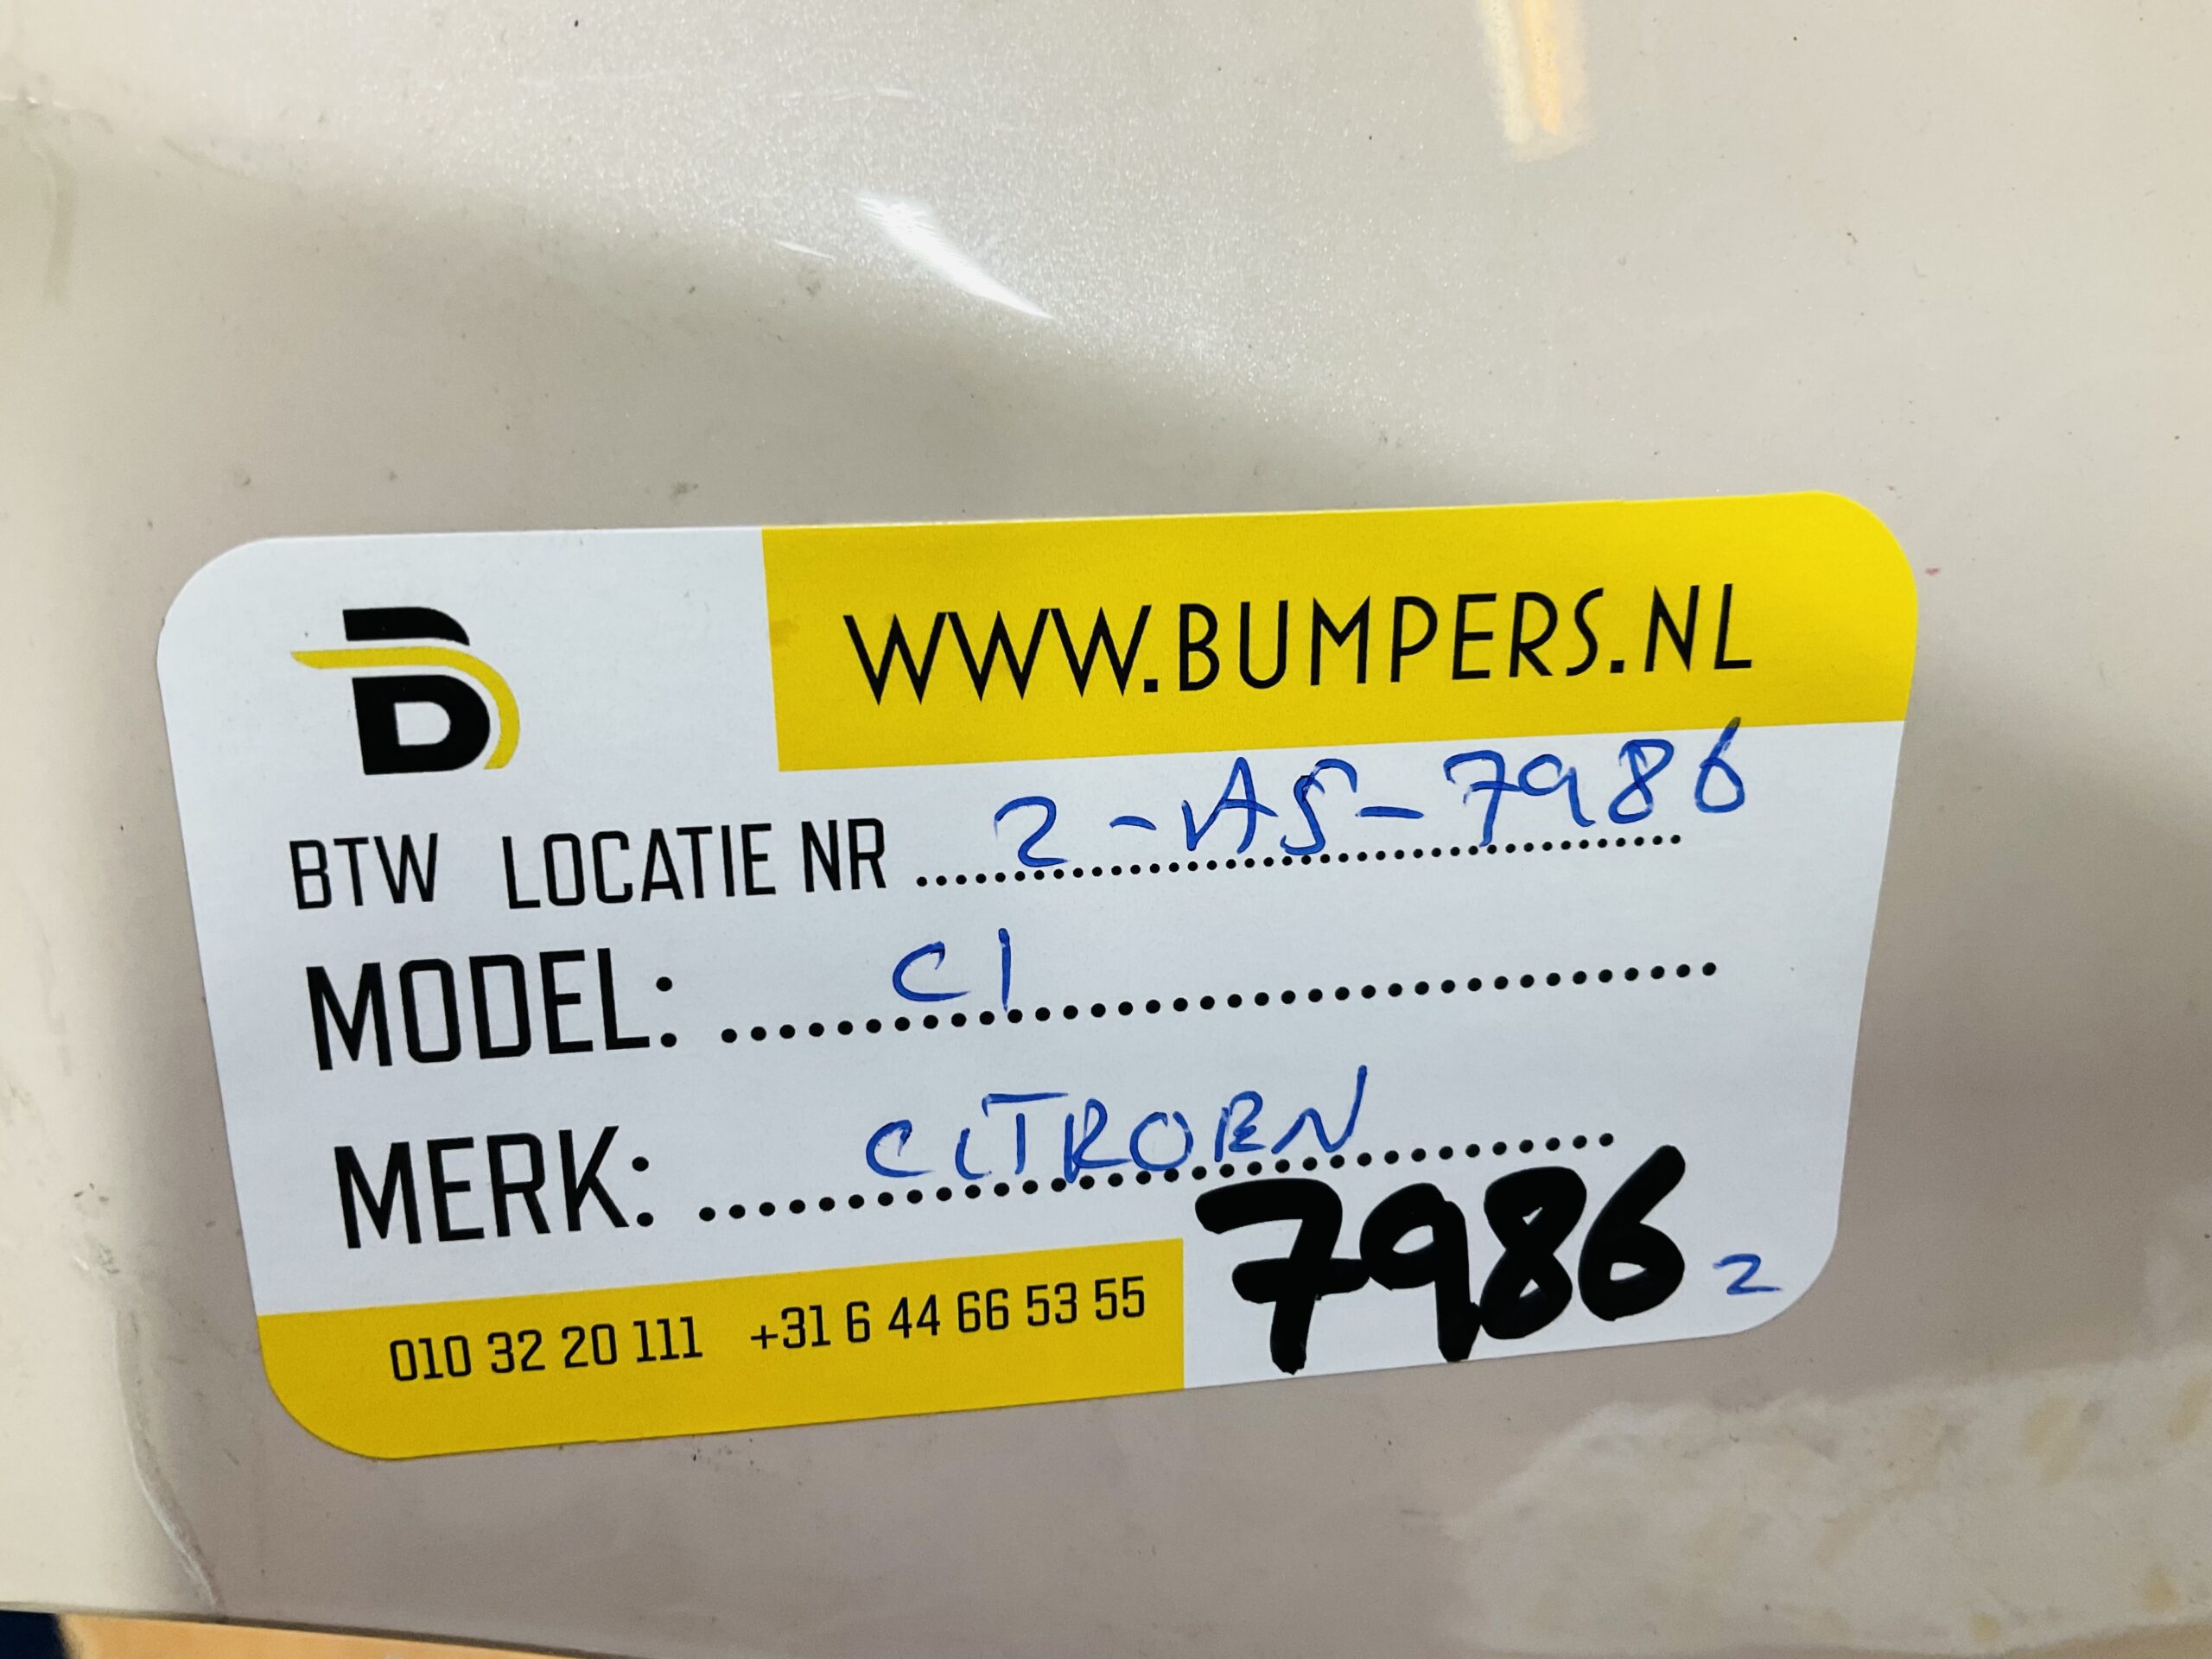 WWW.BUMPERS.NL
BTW LOCATIE NR 2-AS-7986
MODEL: C1
MERK: CITROEN
7986 2
010 32 20 111 +31 6 44 66 53 55